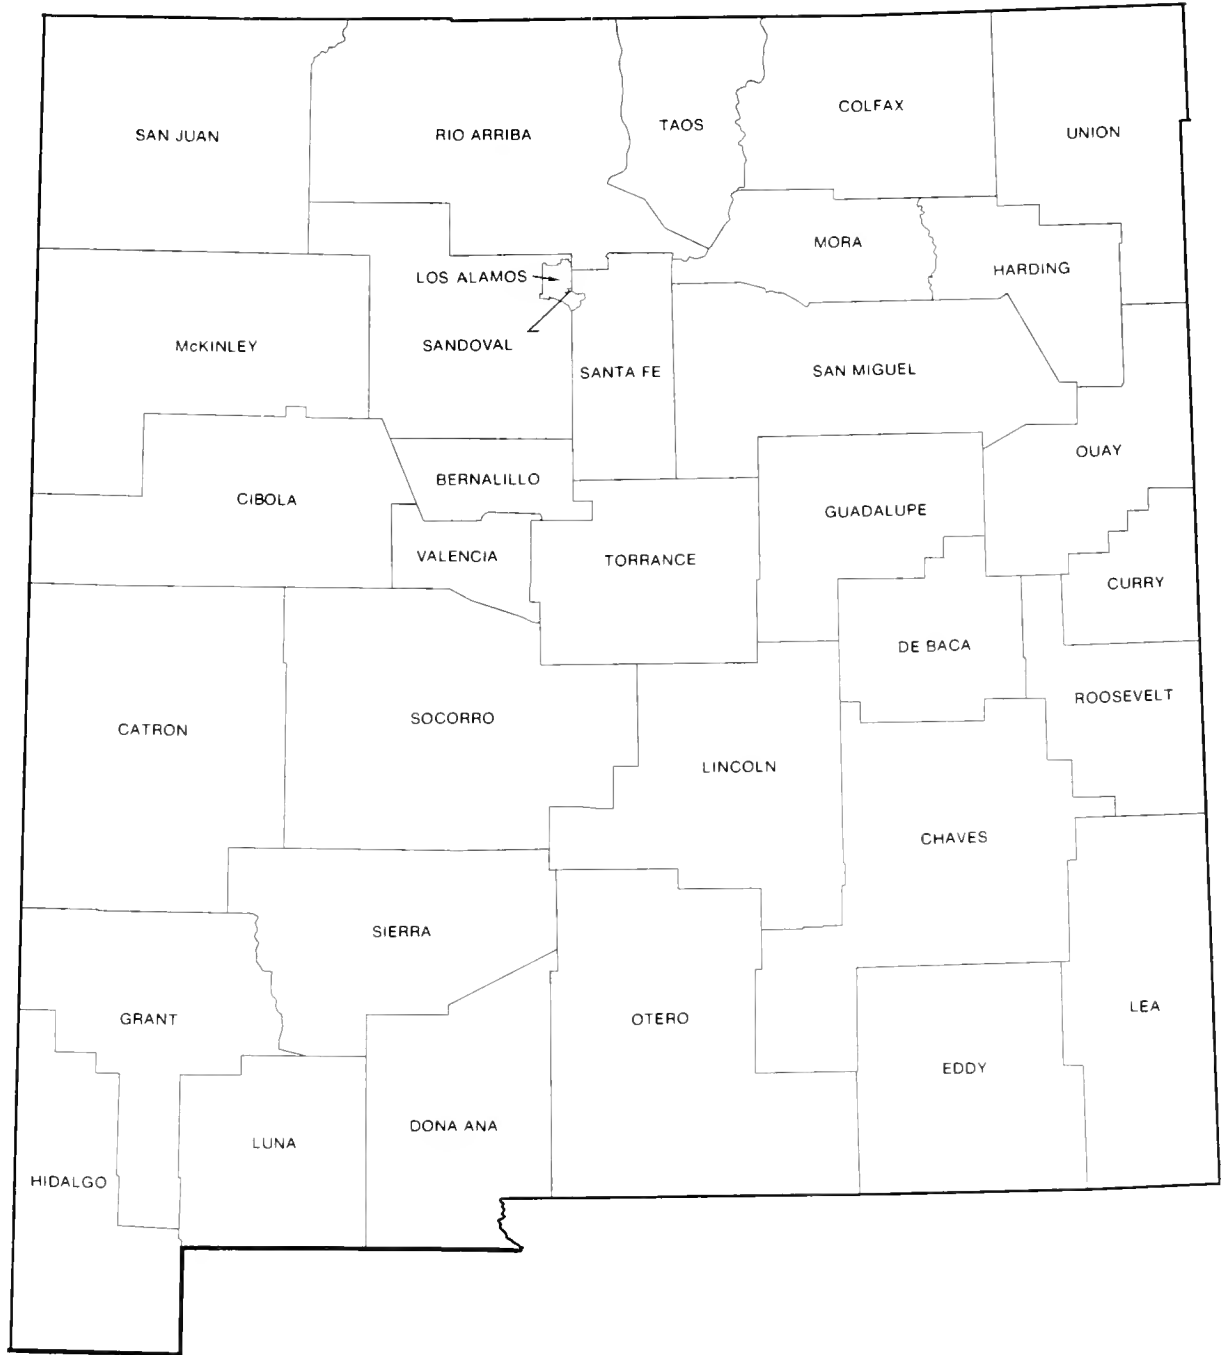 COLFAX
TAOS
UNION
SAN JUAN
RIO ARRIBA
MORA
HARDING
LOS ALAMOS
McKINLEY
SANDOVAL
SANTA FE
SAN MIGUEL
QUAY
BERNALILLO
CIBOLA
GUADALUPE
VALENCIA
TORRANCE
CURRY
DE BACA
ROOSEVELT
SOCORRO
CATRON
LINCOLN
CHAVES
SIERRA
LEA
GRANT
OTERO
EDDY
DONA ANA
LUNA
HIDALGO